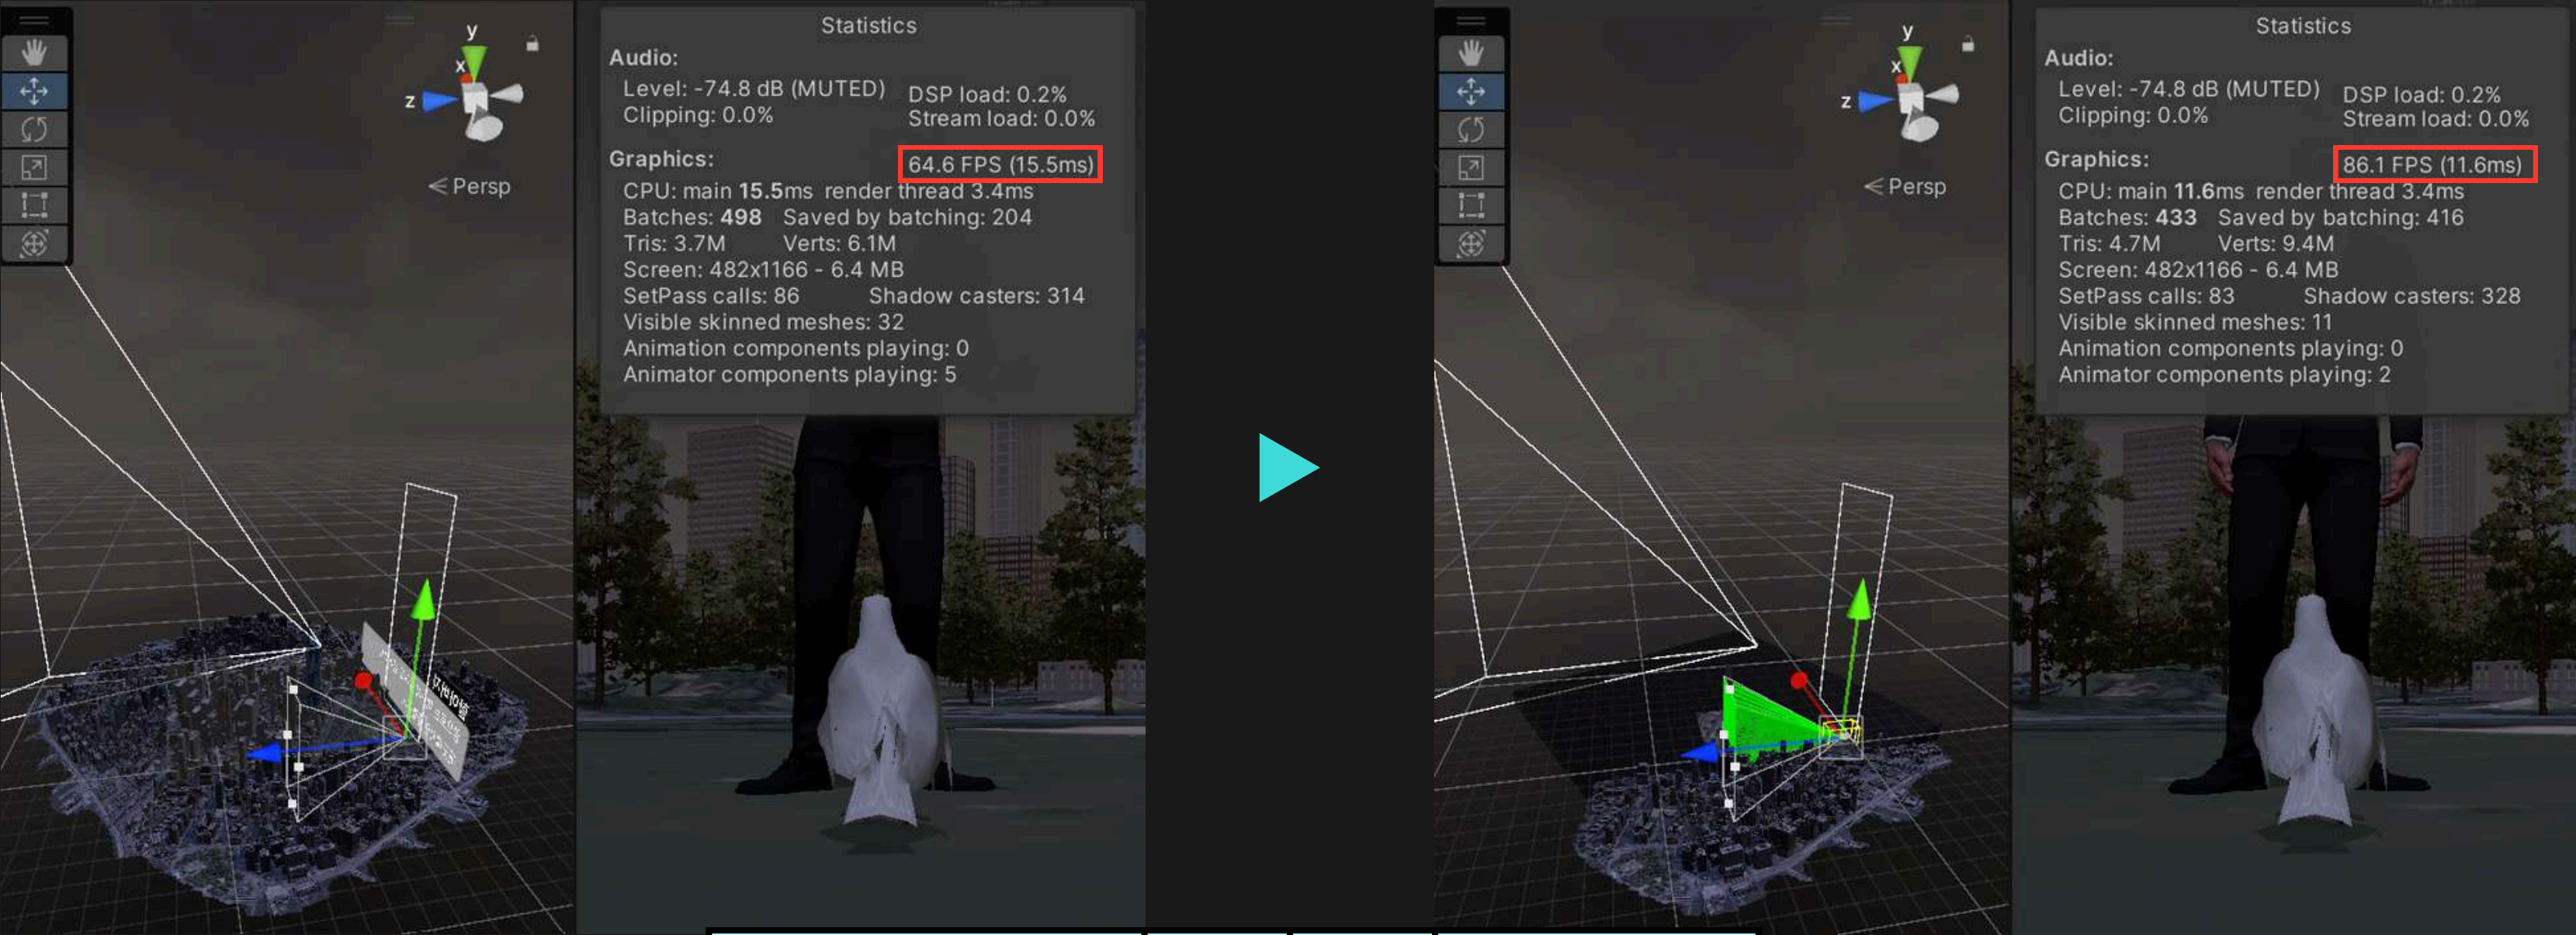 y
x
z
Persp
Statistics
Audio:
Level: -74.8 dB (MUTED) DSP load: 0.2%
Clipping: 0.0% Stream load: 0.0%
Graphics: 64.6 FPS (15.5ms)
CPU: main 15.5ms render thread 3.4ms
Batches: 498 Saved by batching: 204
Tris: 3.7M Verts: 6.1M
Screen: 482x1166 - 6.4 MB
SetPass calls: 86 Shadow casters: 314
Visible skinned meshes: 32
Animation components playing: 0
Animator components playing: 5
y
x
z
Persp
Statistics
Audio:
Level: -74.8 dB (MUTED) DSP load: 0.2%
Clipping: 0.0% Stream load: 0.0%
Graphics: 86.1 FPS (11.6ms)
CPU: main 11.6ms render thread 3.4ms
Batches: 433 Saved by batching: 416
Tris: 4.7M Verts: 9.4M
Screen: 482x1166 - 6.4 MB
SetPass calls: 83 Shadow casters: 328
Visible skinned meshes: 11
Animation components playing: 0
Animator components playing: 2